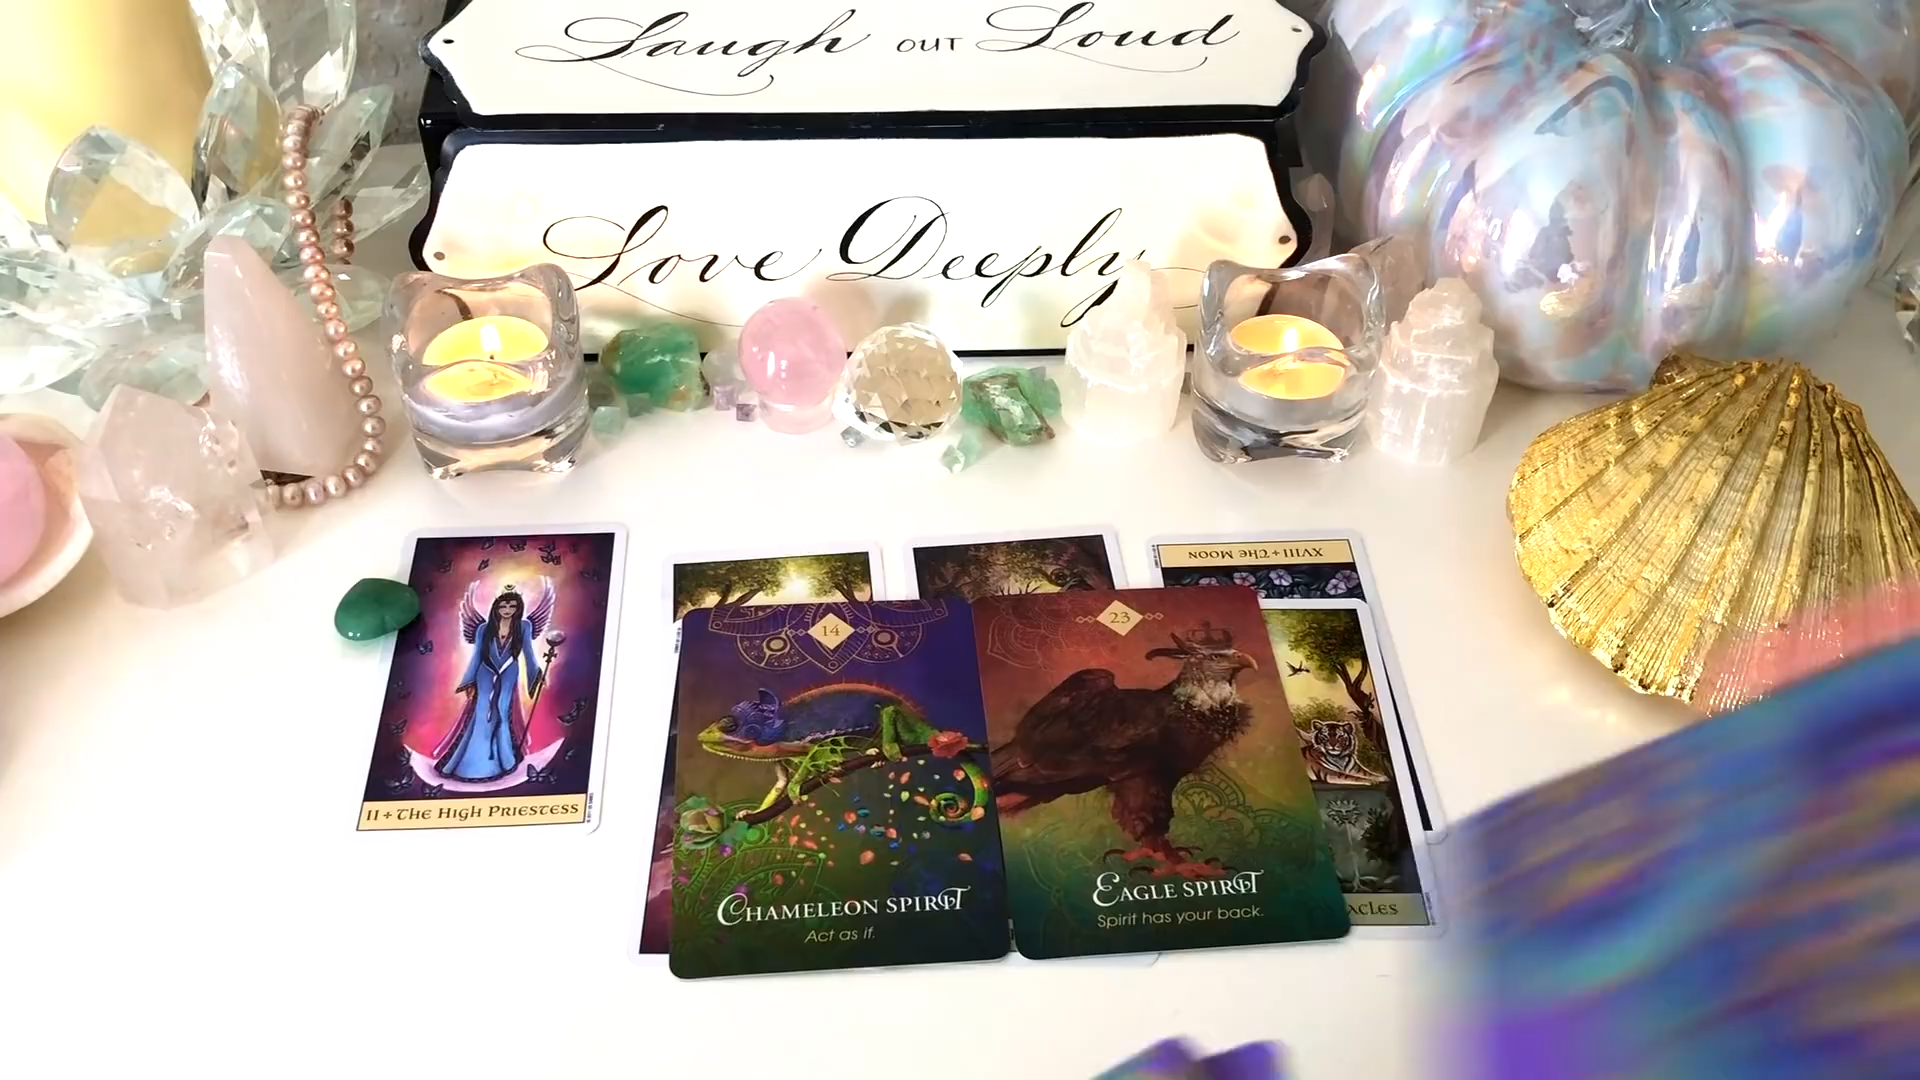 Laugh OUT Loud
Love Deeply
XVIII + THE MOON
14
23
II + THE HIGH PRIESTESS
CHAMELEON SPIRIT
Act as if.
EAGLE SPIRIT
Spirit has your back.